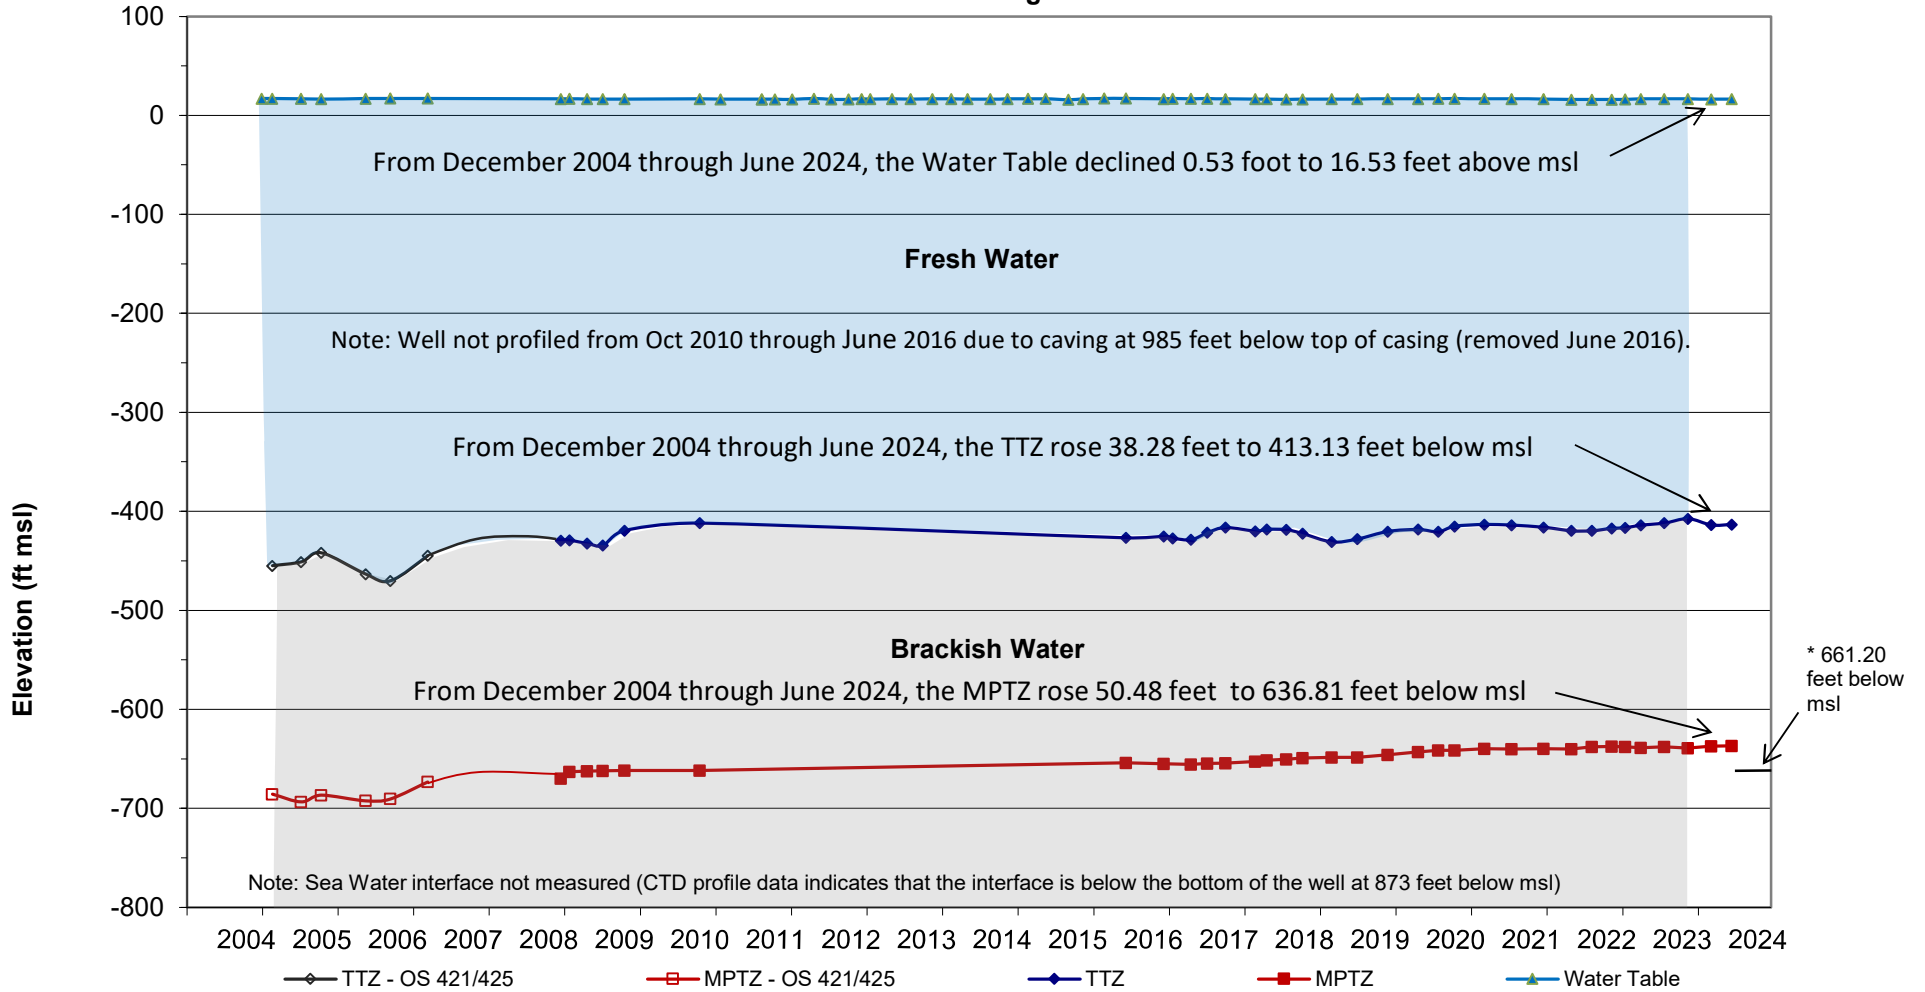 100
0
-100
-200
-300
-400
-500
-600
-700
-800
Elevation (ft msl)
From December 2004 through June 2024, the Water Table declined 0.53 foot to 16.53 feet above msl
Fresh Water
Note: Well not profiled from Oct 2010 through June 2016 due to caving at 985 feet below top of casing (removed June 2016).
From December 2004 through June 2024, the TTZ rose 38.28 feet to 413.13 feet below msl
Brackish Water
From December 2004 through June 2024, the MPTZ rose 50.48 feet to 636.81 feet below msl
* 661.20
feet below
msl
Note: Sea Water interface not measured (CTD profile data indicates that the interface is below the bottom of the well at 873 feet below msl)
2004 2005 2006 2007 2008 2009 2010 2011 2012 2013 2014 2015 2016 2017 2018 2019 2020 2021 2022 2023 2024
TTZ - OS 421/425 MPTZ - OS 421/425 TTZ MPTZ Water Table